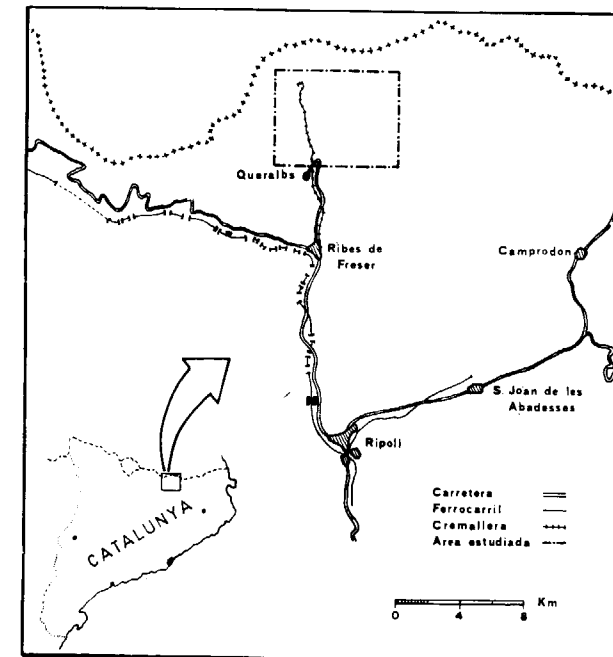 Queralbs
Ribes de
Freser
Camprodon
S. Joan de les
Abadesses
Ripoll
CATALUNYA
Carretera
Ferrocarril
Cremallera
Area estudiada
Km
0 4 8